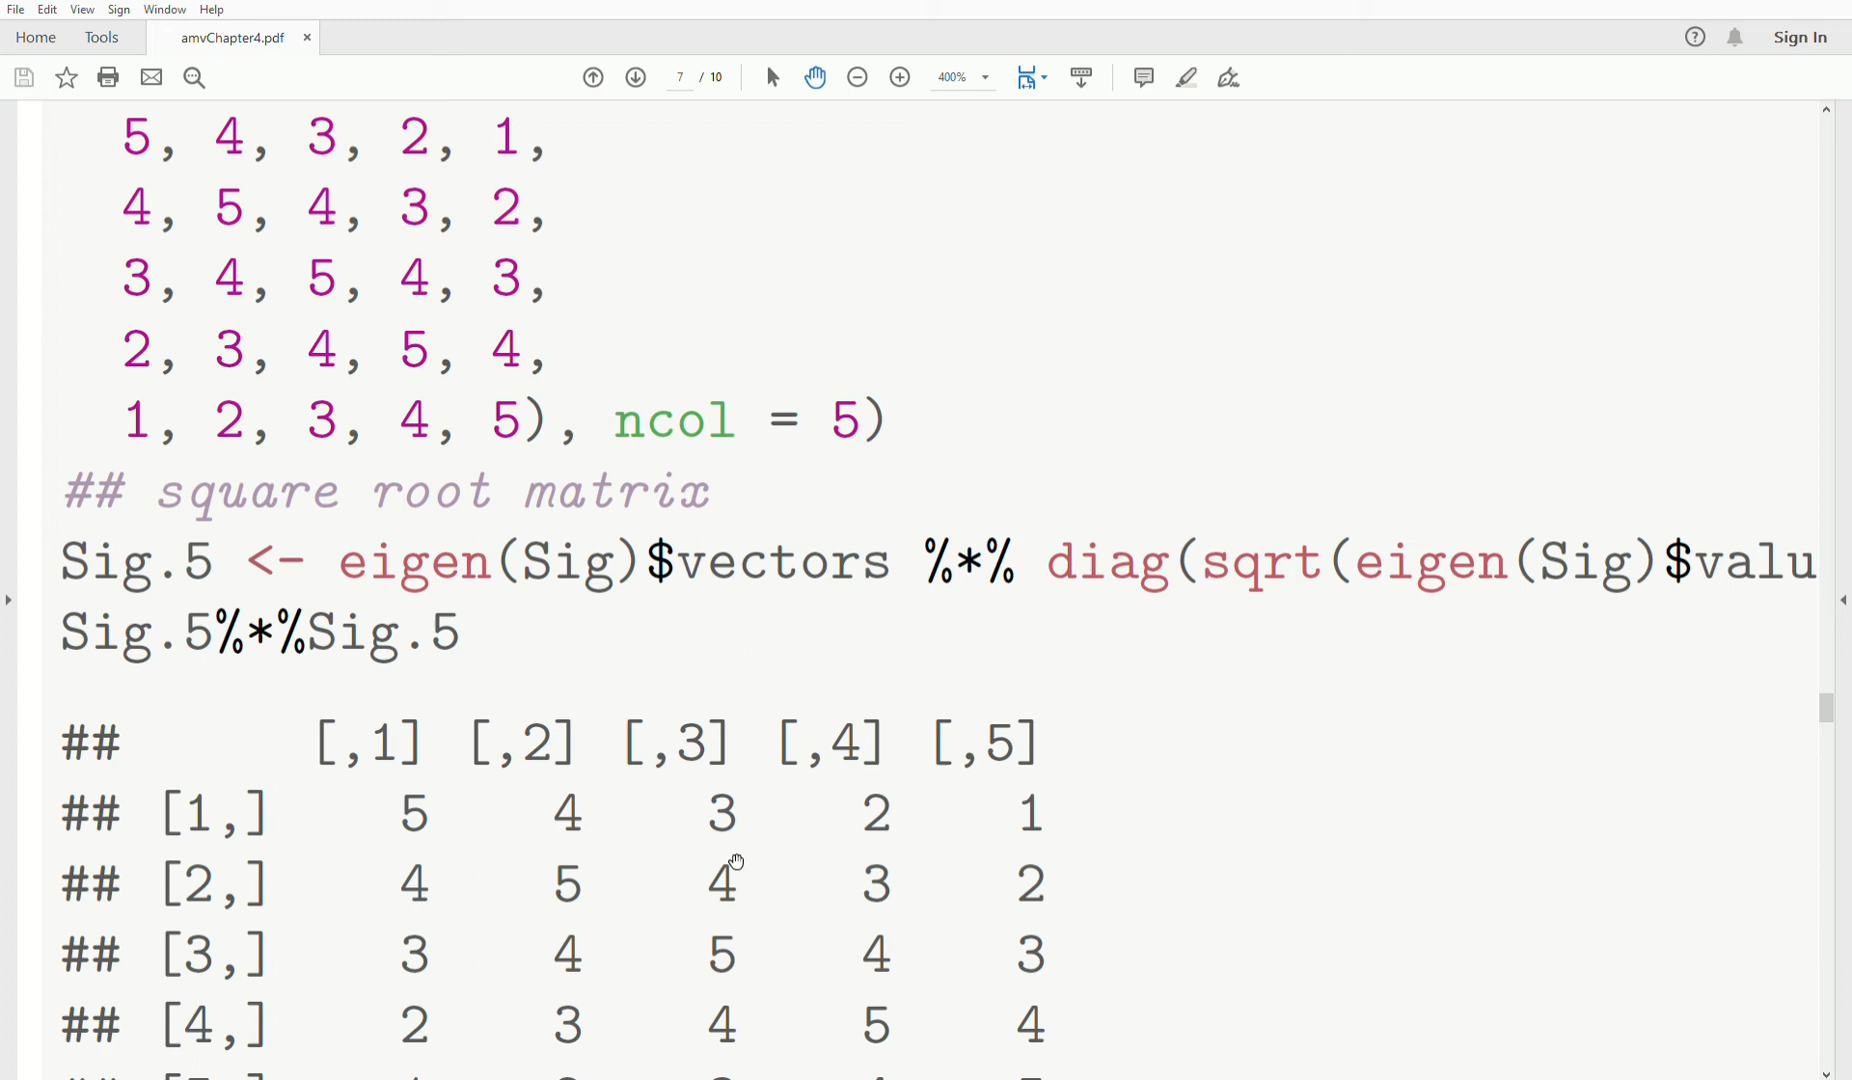 File Edit View Sign Window Help
Home Tools amvChapter4.pdf × Sign In
7 / 10 400%
5, 4, 3, 2, 1,
4, 5, 4, 3, 2,
3, 4, 5, 4, 3,
2, 3, 4, 5, 4,
1, 2, 3, 4, 5), ncol = 5)
## square root matrix
Sig.5 <- eigen(Sig)$vectors %*% diag(sqrt(eigen(Sig)$valu
Sig.5%*%Sig.5
## [,1] [,2] [,3] [,4] [,5]
## [1,] 5 4 3 2 1
## [2,] 4 5 4 3 2
## [3,] 3 4 5 4 3
## [4,] 2 3 4 5 4